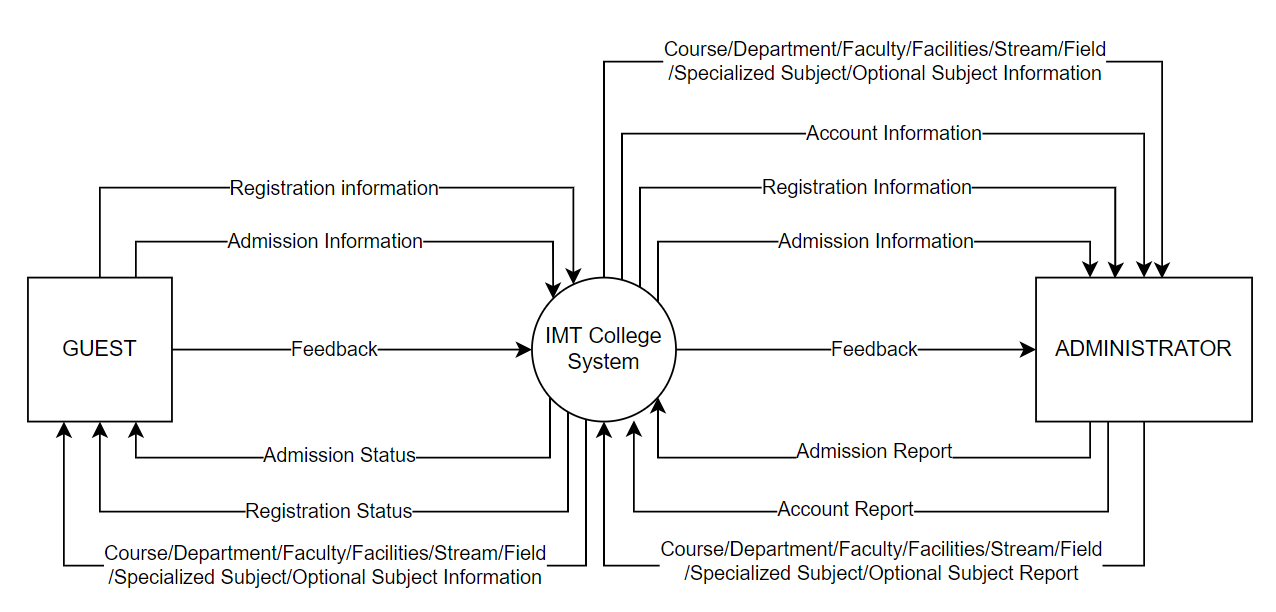 Course/Department/Faculty/Facilities/Stream/Field
/Specialized Subject/Optional Subject Information
Account Information
Registration information
Registration Information
Admission Information
Admission Information
GUEST
Feedback
IMT College
System
Feedback
ADMINISTRATOR
Admission Status
Admission Report
Registration Status
Account Report
Course/Department/Faculty/Facilities/Stream/Field
/Specialized Subject/Optional Subject Information
Course/Department/Faculty/Facilities/Stream/Field
/Specialized Subject/Optional Subject Report